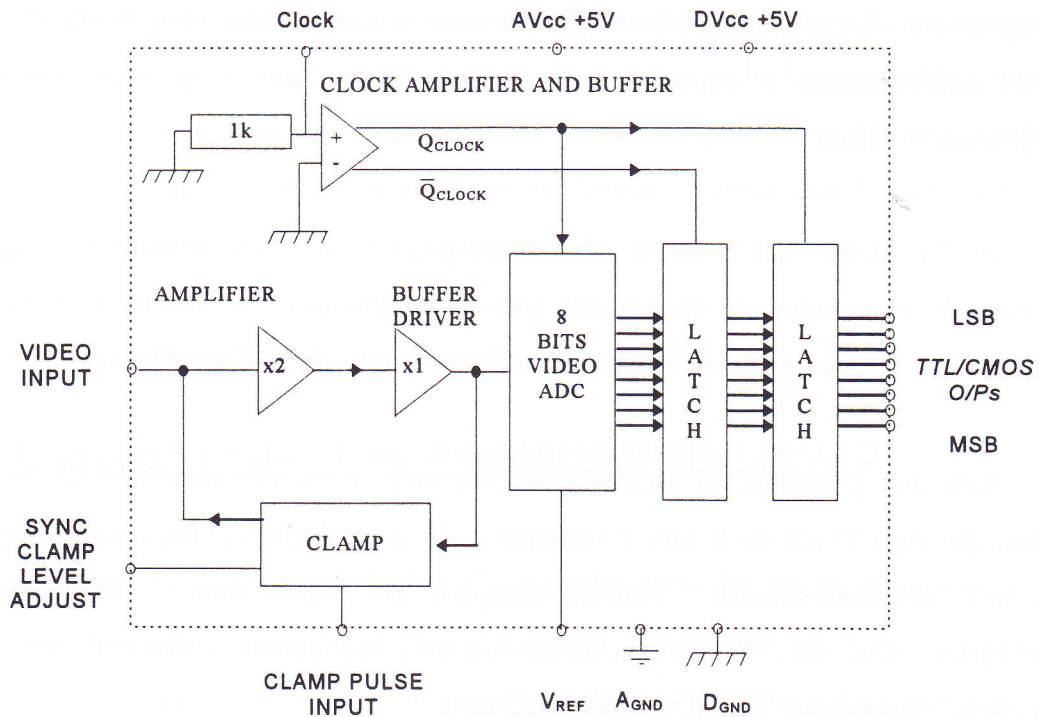 Clock
AVcc +5V
DVcc +5V
CLOCK AMPLIFIER AND BUFFER
1k
+
-
QCLOCK
Q̅CLOCK
AMPLIFIER
BUFFER
DRIVER
8
BITS
VIDEO
ADC
L
A
T
C
H
L
A
T
C
H
LSB
TTL/CMOS
O/Ps
MSB
VIDEO
INPUT
x2
x1
SYNC
CLAMP
LEVEL
ADJUST
CLAMP
CLAMP PULSE
INPUT
VREF
AGND
DGND